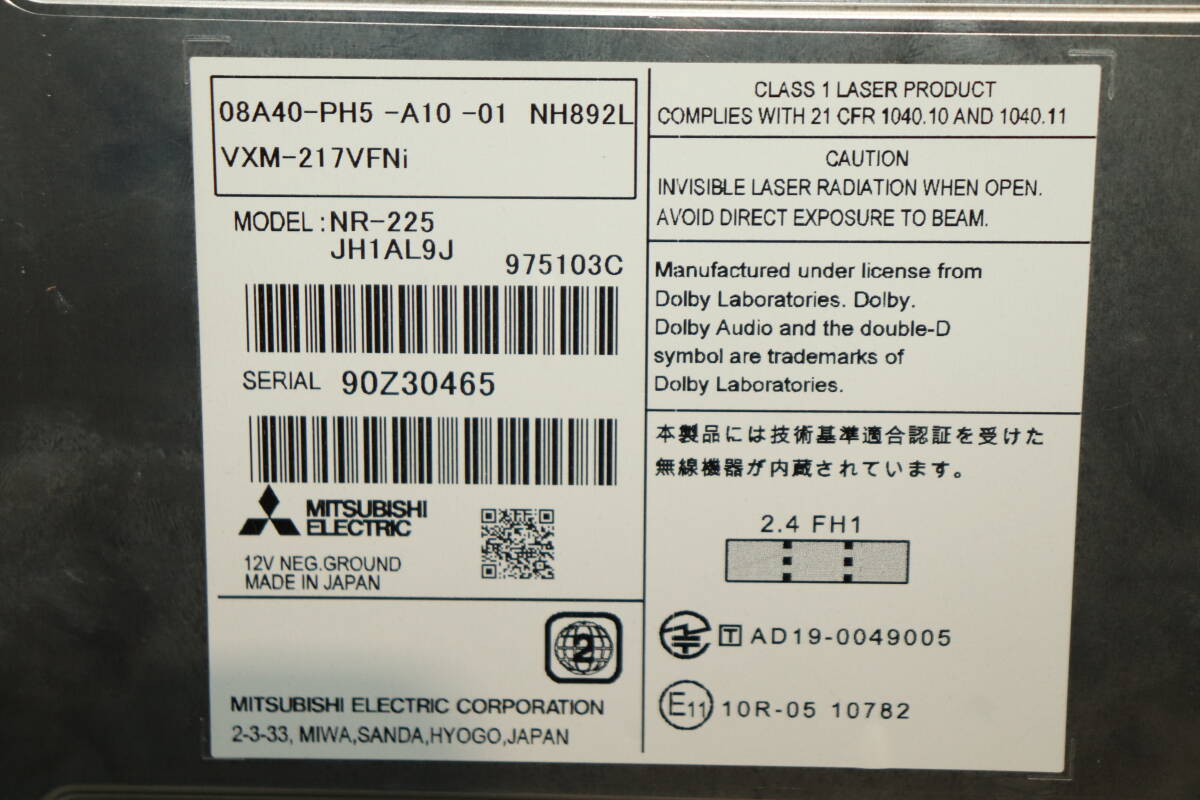 08A40-PH5 -A10 -01 NH892L
VXM-217VFNi
MODEL : NR-225
JH1AL9J
975103C
SERIAL 90Z30465
MITSUBISHI
ELECTRIC
12V NEG.GROUND
MADE IN JAPAN
2
MITSUBISHI ELECTRIC CORPORATION
2-3-33, MIWA,SANDA,HYOGO,JAPAN
CLASS 1 LASER PRODUCT
COMPLIES WITH 21 CFR 1040.10 AND 1040.11
CAUTION
INVISIBLE LASER RADIATION WHEN OPEN.
AVOID DIRECT EXPOSURE TO BEAM.
Manufactured under license from
Dolby Laboratories. Dolby.
Dolby Audio and the double-D
symbol are trademarks of
Dolby Laboratories.
本製品には技術基準適合認証を受けた
無線機器が内蔵されています。
2.4 FH1
T AD19-0049005
E11 10R-05 10782